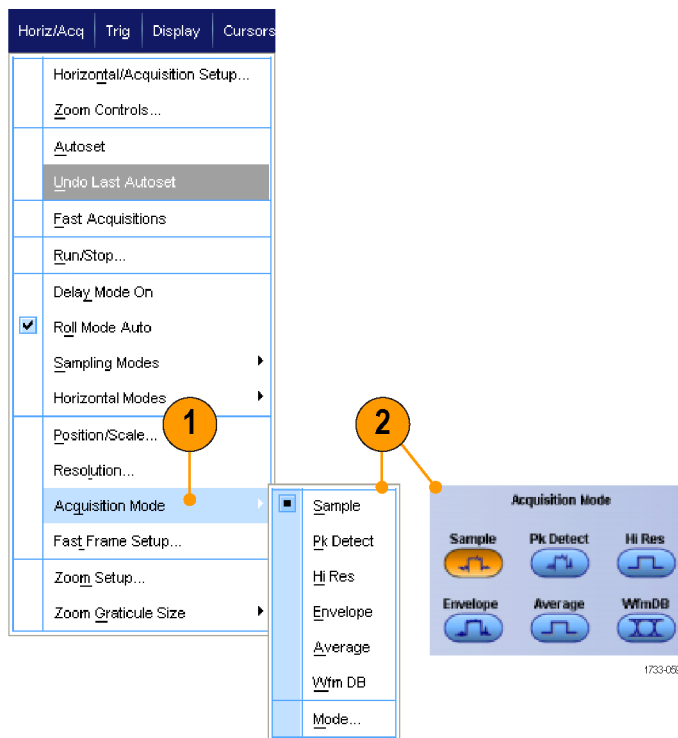 Horiz/Acq Trig Display Cursors
Horizontal/Acquisition Setup...
Zoom Controls...
Autoset
Undo Last Autoset
Fast Acquisitions
Run/Stop...
Delay Mode On
Roll Mode Auto
Sampling Modes
Horizontal Modes
Position/Scale...
Resolution...
Acquisition Mode
Fast Frame Setup...
Zoom Setup...
Zoom Graticule Size
1
2
Sample
Pk Detect
Hi Res
Envelope
Average
Wfm DB
Mode...
Acquisition Mode
Sample Pk Detect Hi Res
Envelope Average WfmDB